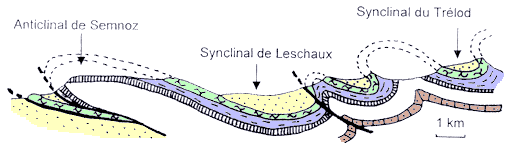 Anticlinal de Semnoz
Synclinal de Leschaux
Synclinal du Trélod
1 km